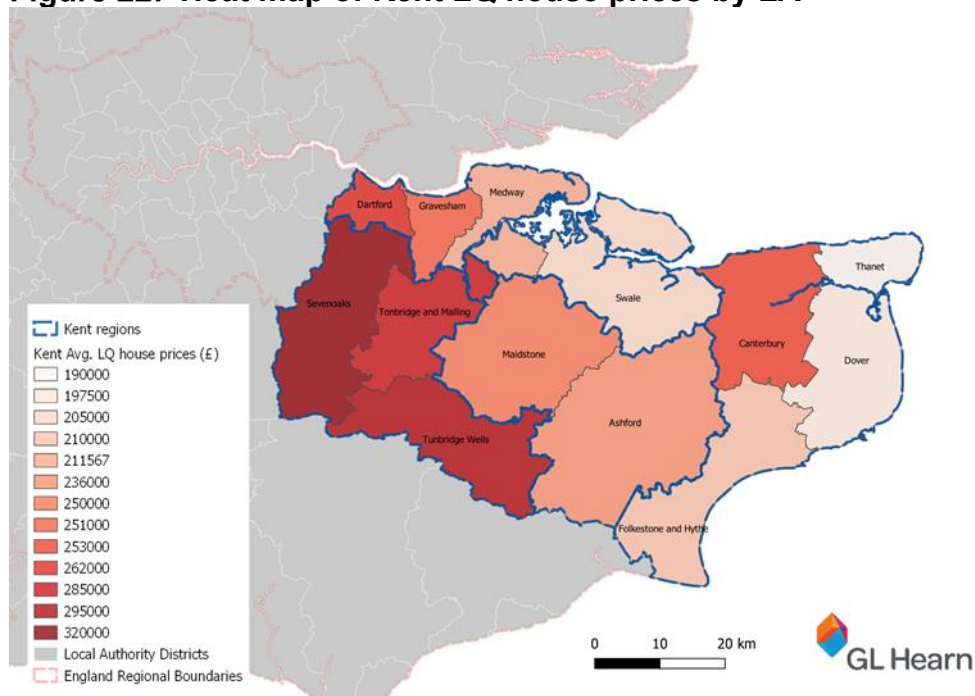 Figure 22: Heat map of Kent LQ house prices by LA
Medway
Dartford
Gravesham
Thanet
Swale
Sevenoaks
Tonbridge and Malling
Canterbury
Maidstone
Dover
Ashford
Tunbridge Wells
Folkestone and Hythe
Kent regions
Kent Avg. LQ house prices (£)
190000
197500
205000
210000
211567
236000
250000
251000
253000
262000
285000
295000
320000
Local Authority Districts
England Regional Boundaries
0 10 20 km
GL Hearn